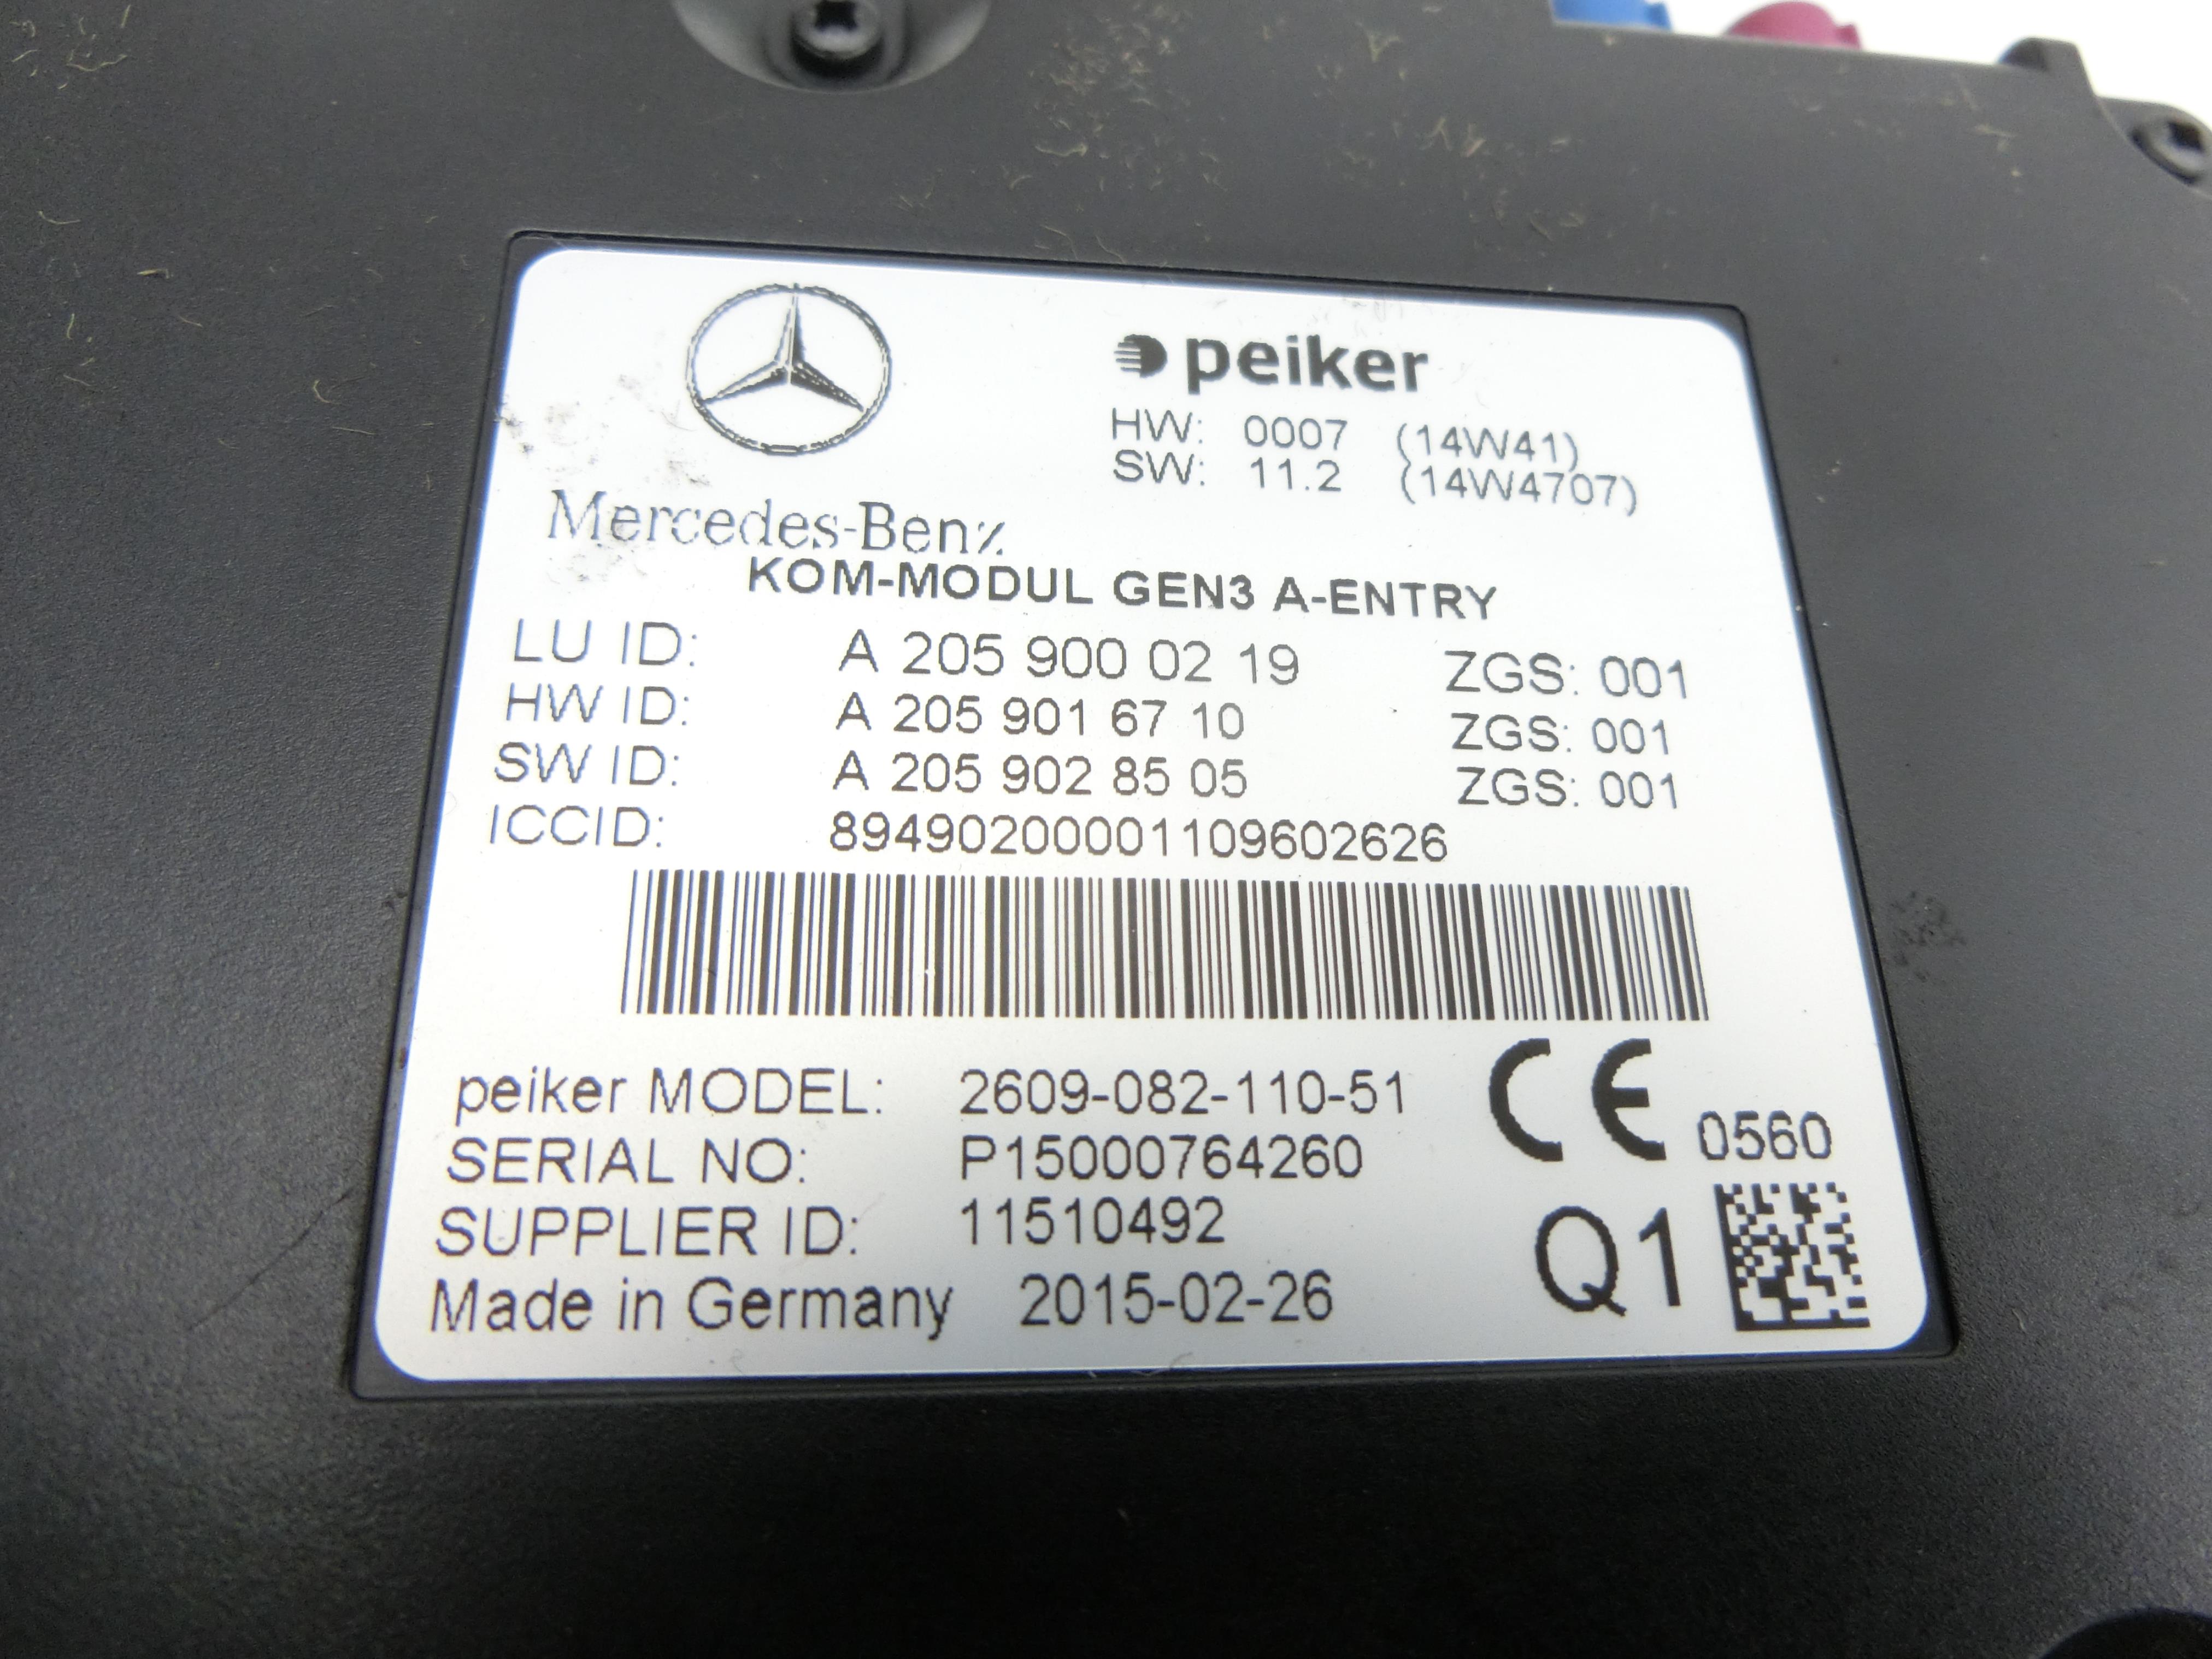 peiker
HW: 0007 (14W41)
SW: 11.2 (14W4707)
Mercedes-Benz
KOM-MODUL GEN3 A-ENTRY
LU ID: A 205 900 02 19 ZGS: 001
HW ID: A 205 901 67 10 ZGS: 001
SW ID: A 205 902 85 05 ZGS: 001
ICCID: 89490200001109602626
peiker MODEL: 2609-082-110-51 CE 0560
SERIAL NO: P15000764260
SUPPLIER ID: 11510492 Q1
Made in Germany 2015-02-26